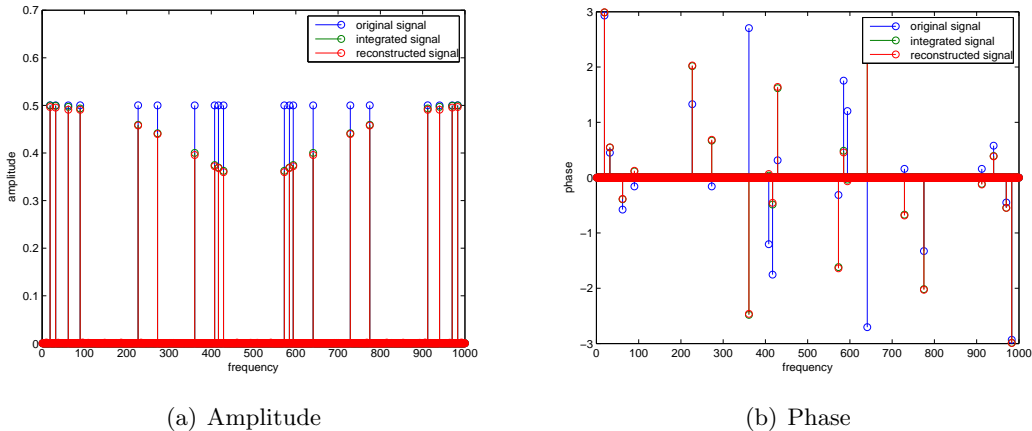 0.7
0.6
0.5
0.4
0.3
0.2
0.1
0
amplitude
0 100 200 300 400 500 600 700 800 900 1000
frequency
original signal
integrated signal
reconstructed signal
(a) Amplitude
3
2
1
0
−1
−2
−3
phase
0 100 200 300 400 500 600 700 800 900 1000
frequency
original signal
integrated signal
reconstructed signal
(b) Phase